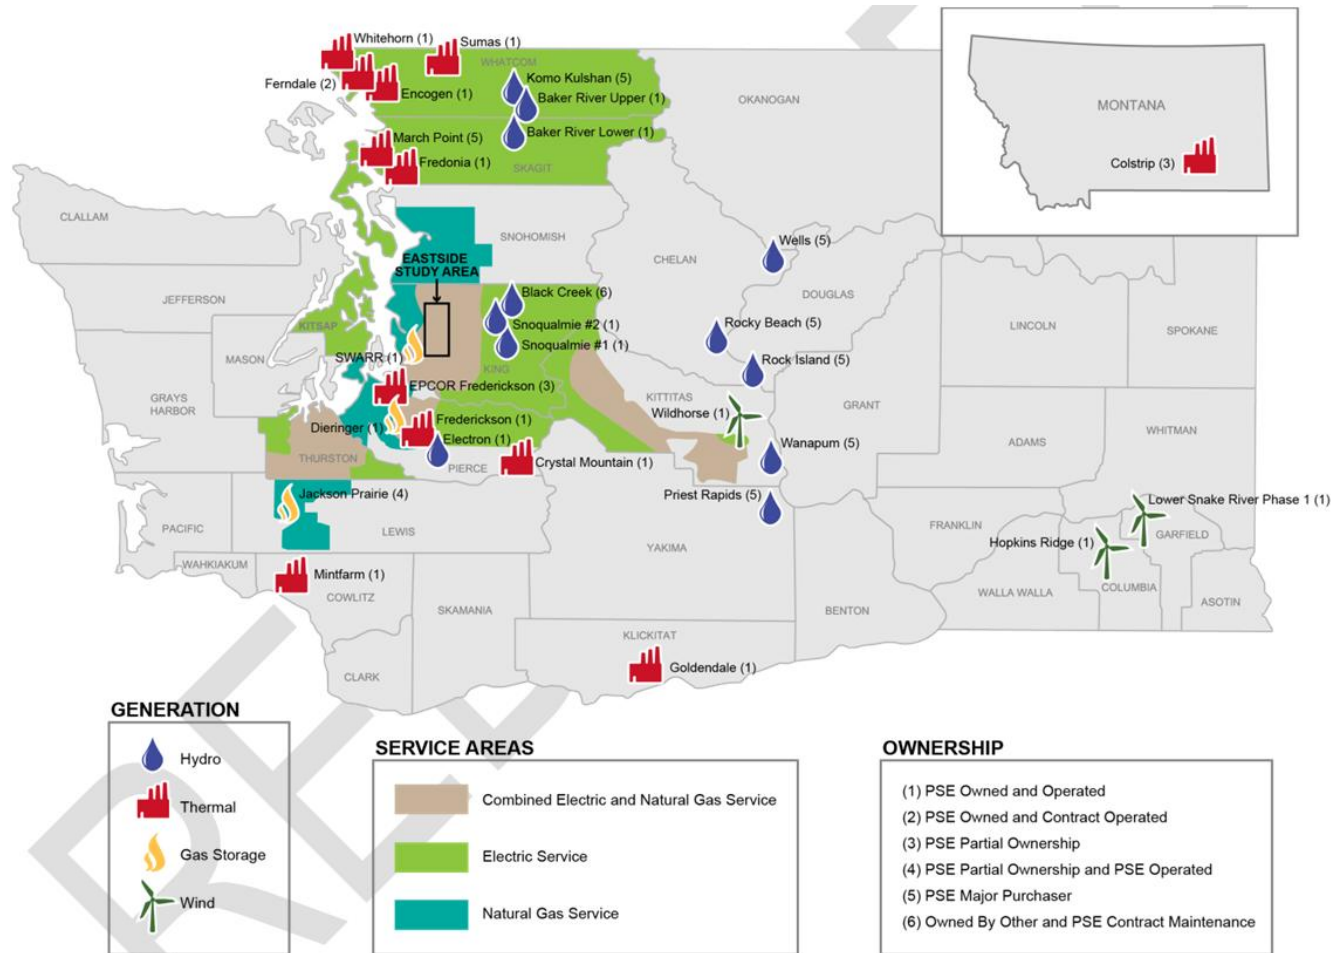 Whitehorn (1)
Sumas (1)
WHATCOM
Ferndale (2)
Encogen (1)
Komo Kulshan (5)
Baker River Upper (1)
Baker River Lower (1)
OKANOGAN
MONTANA
Colstrip (3)
March Point (5)
Fredonia (1)
SKAGIT
CLALLAM
SNOHOMISH
EASTSIDE
STUDY AREA
CHELAN
Wells (5)
DOUGLAS
JEFFERSON
KITSAP
Black Creek (6)
Snoqualmie #2 (1)
Snoqualmie #1 (1)
Rocky Beach (5)
Rock Island (5)
LINCOLN
SPOKANE
MASON
SWARR (1)
KING
EPCOR Frederickson (3)
GRAYS
HARBOR
KITTITAS
Wildhorse (1)
GRANT
Dieringer (1)
Frederickson (1)
Electron (1)
Wanapum (5)
ADAMS
WHITMAN
THURSTON
PIERCE
Crystal Mountain (1)
Jackson Prairie (4)
Priest Rapids (5)
Lower Snake River Phase 1 (1)
PACIFIC
LEWIS
YAKIMA
FRANKLIN
Hopkins Ridge (1)
GARFIELD
WAHKIAKUM
Mintfarm (1)
COWLITZ
SKAMANIA
BENTON
WALLA WALLA
COLUMBIA
ASOTIN
KLICKITAT
Goldendale (1)
CLARK
GENERATION
Hydro
Thermal
Gas Storage
Wind
SERVICE AREAS
Combined Electric and Natural Gas Service
Electric Service
Natural Gas Service
OWNERSHIP
(1) PSE Owned and Operated
(2) PSE Owned and Contract Operated
(3) PSE Partial Ownership
(4) PSE Partial Ownership and PSE Operated
(5) PSE Major Purchaser
(6) Owned By Other and PSE Contract Maintenance